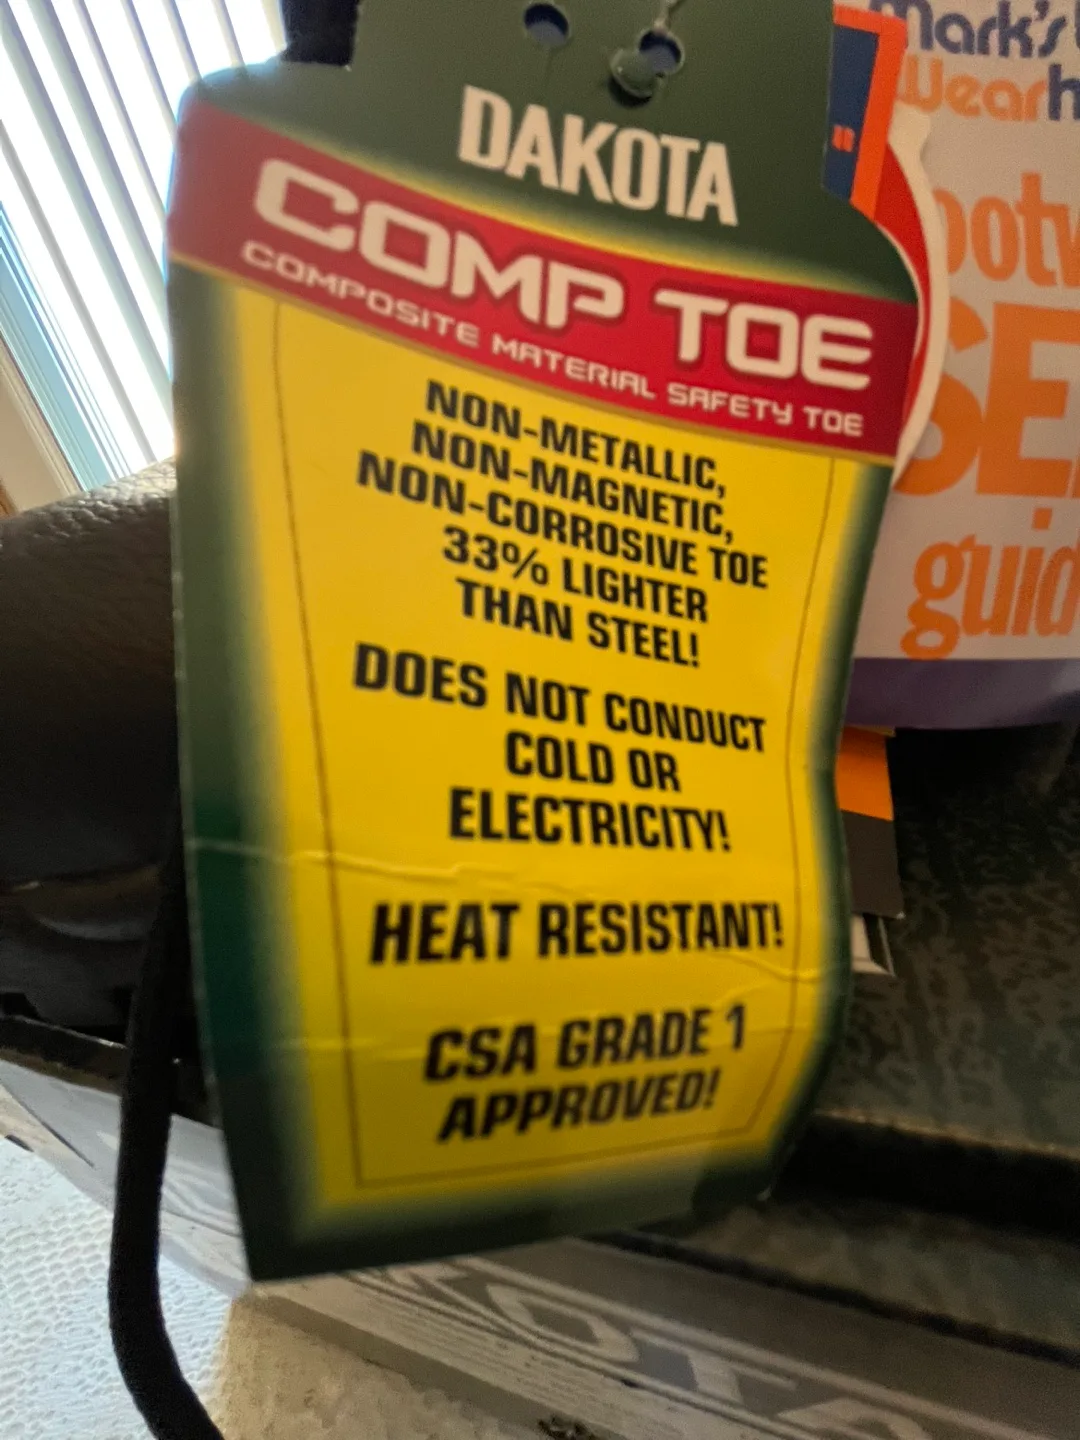 DAKOTA
COMP TOE
COMPOSITE MATERIAL SAFETY TOE
NON-METALLIC,
NON-MAGNETIC,
NON-CORROSIVE TOE
33% LIGHTER
THAN STEEL!
DOES NOT CONDUCT
COLD OR
ELECTRICITY!
HEAT RESISTANT!
CSA GRADE 1
APPROVED!
Mark's